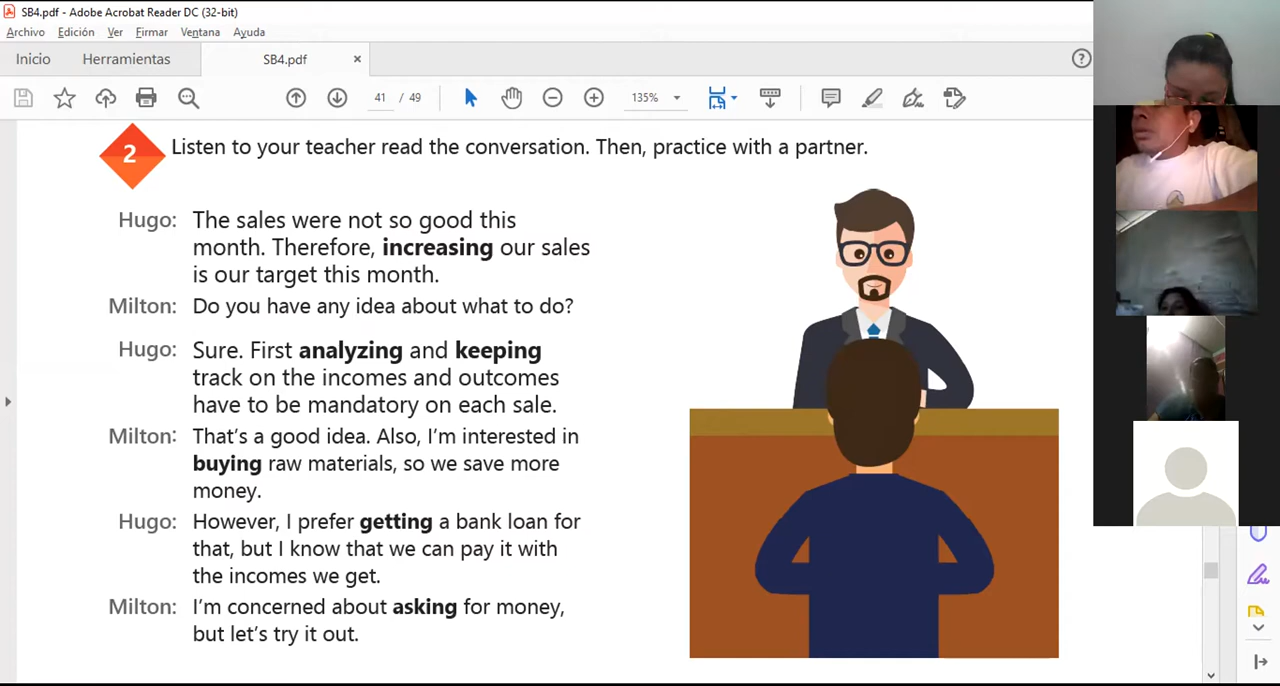 SB4.pdf - Adobe Acrobat Reader DC (32-bit)
Archivo Edición Ver Firmar Ventana Ayuda
Inicio Herramientas SB4.pdf ×
41 / 49 135%
2 Listen to your teacher read the conversation. Then, practice with a partner.
Hugo: The sales were not so good this
month. Therefore, increasing our sales
is our target this month.
Milton: Do you have any idea about what to do?
Hugo: Sure. First analyzing and keeping
track on the incomes and outcomes
have to be mandatory on each sale.
Milton: That's a good idea. Also, I'm interested in
buying raw materials, so we save more
money.
Hugo: However, I prefer getting a bank loan for
that, but I know that we can pay it with
the incomes we get.
Milton: I'm concerned about asking for money,
but let's try it out.